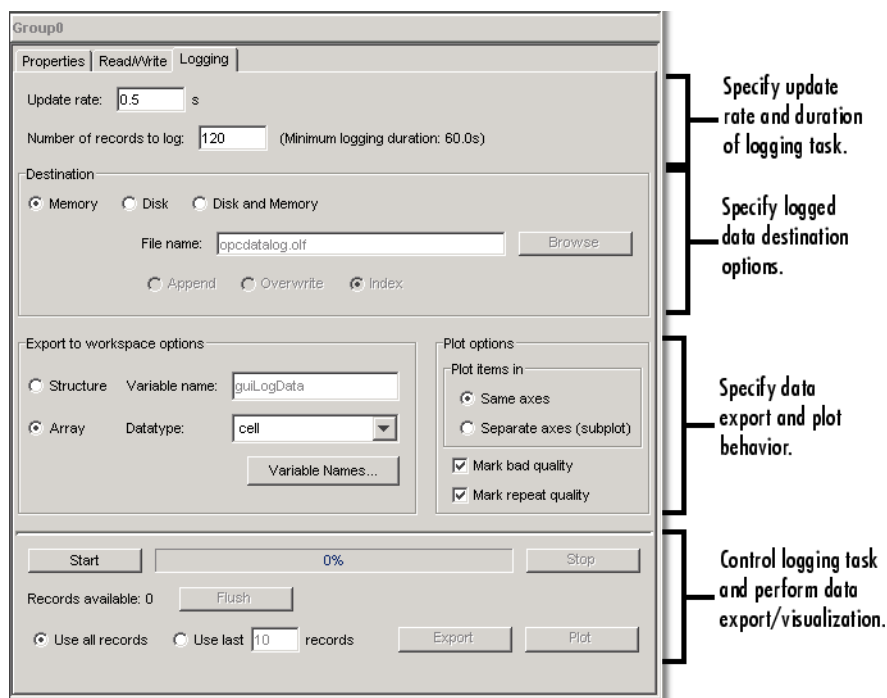 Group0
Properties Read/Write Logging
Update rate: 0.5 s
Number of records to log: 120 (Minimum logging duration: 60.0s)
Specify update
rate and duration
of logging task.
Destination
Memory Disk Disk and Memory
File name: opcdatalog.olf Browse
Append Overwrite Index
Specify logged
data destination
options.
Export to workspace options
Structure Variable name: guiLogData
Array Datatype: cell
Variable Names...
Plot options
Plot items in
Same axes
Separate axes (subplot)
Mark bad quality
Mark repeat quality
Specify data
export and plot
behavior.
Start 0% Stop
Records available: 0 Flush
Use all records Use last 10 records Export Plot
Control logging task
and perform data
export/visualization.